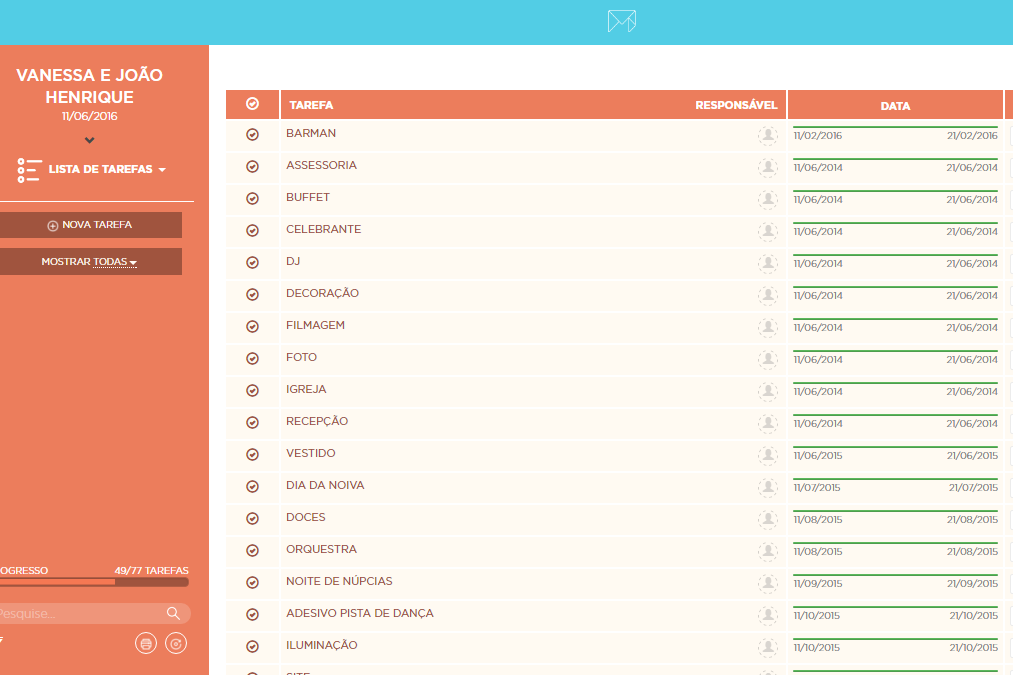 VANESSA E JOÃO
HENRIQUE
11/06/2016
LISTA DE TAREFAS
NOVA TAREFA
MOSTRAR TODAS
OGRESSO 49/77 TAREFAS
Pesquise...
TAREFA RESPONSÁVEL DATA
BARMAN 11/02/2016 21/02/2016
ASSESSORIA 11/06/2014 21/06/2014
BUFFET 11/06/2014 21/06/2014
CELEBRANTE 11/06/2014 21/06/2014
DJ 11/06/2014 21/06/2014
DECORAÇÃO 11/06/2014 21/06/2014
FILMAGEM 11/06/2014 21/06/2014
FOTO 11/06/2014 21/06/2014
IGREJA 11/06/2014 21/06/2014
RECEPÇÃO 11/06/2014 21/06/2014
VESTIDO 11/06/2015 21/06/2015
DIA DA NOIVA 11/07/2015 21/07/2015
DOCES 11/08/2015 21/08/2015
ORQUESTRA 11/08/2015 21/08/2015
NOITE DE NÚPCIAS 11/09/2015 21/09/2015
ADESIVO PISTA DE DANÇA 11/10/2015 21/10/2015
ILUMINAÇÃO 11/10/2015 21/10/2015